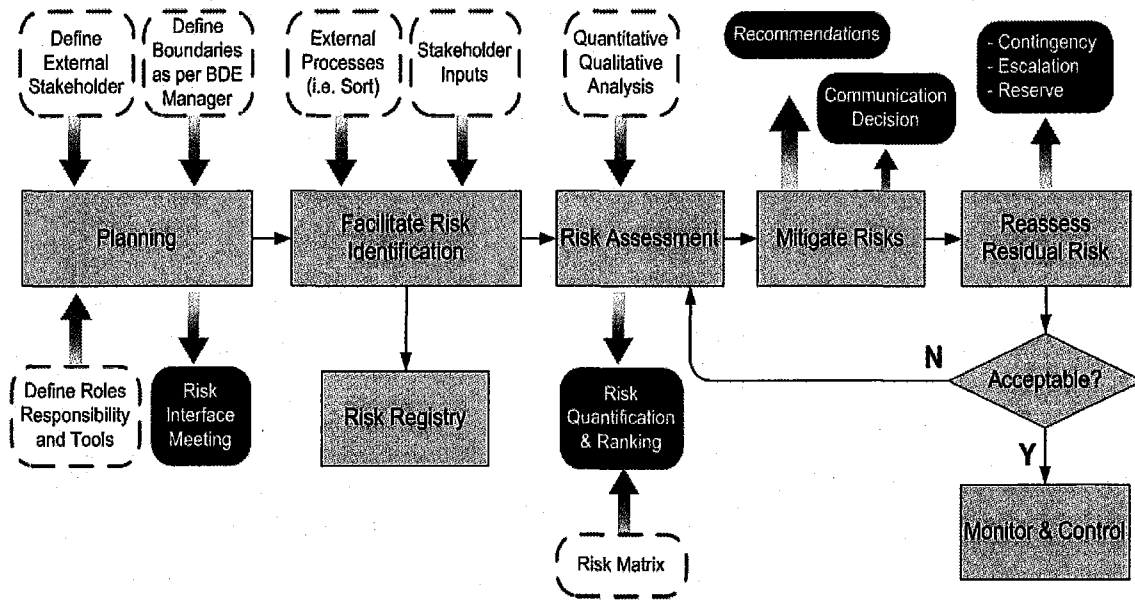 Define
External
Stakeholder
Define
Boundaries
as per BDE
Manager
External
Processes
(i.e. Sort)
Stakeholder
Inputs
Quantitative
Qualitative
Analysis
Recommendations
Communication
Decision
- Contingency
- Escalation
- Reserve
Planning
Facilitate Risk
Identification
Risk Assessment
Mitigate Risks
Reassess
Residual Risk
Define Roles
Responsibility
and Tools
Risk
Interface
Meeting
Risk Registry
Risk
Quantification
& Ranking
N
Acceptable?
Y
Risk Matrix
Monitor & Control